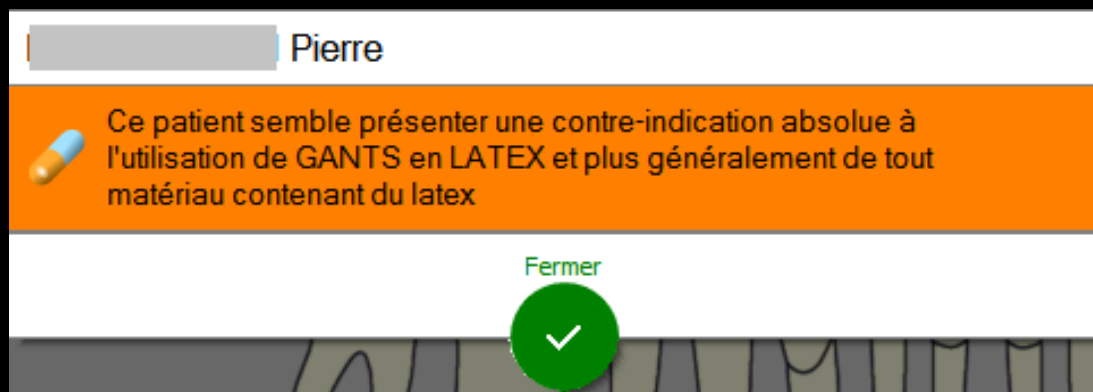 Pierre
Ce patient semble présenter une contre-indication absolue à
l'utilisation de GANTS en LATEX et plus généralement de tout
matériau contenant du latex
Fermer